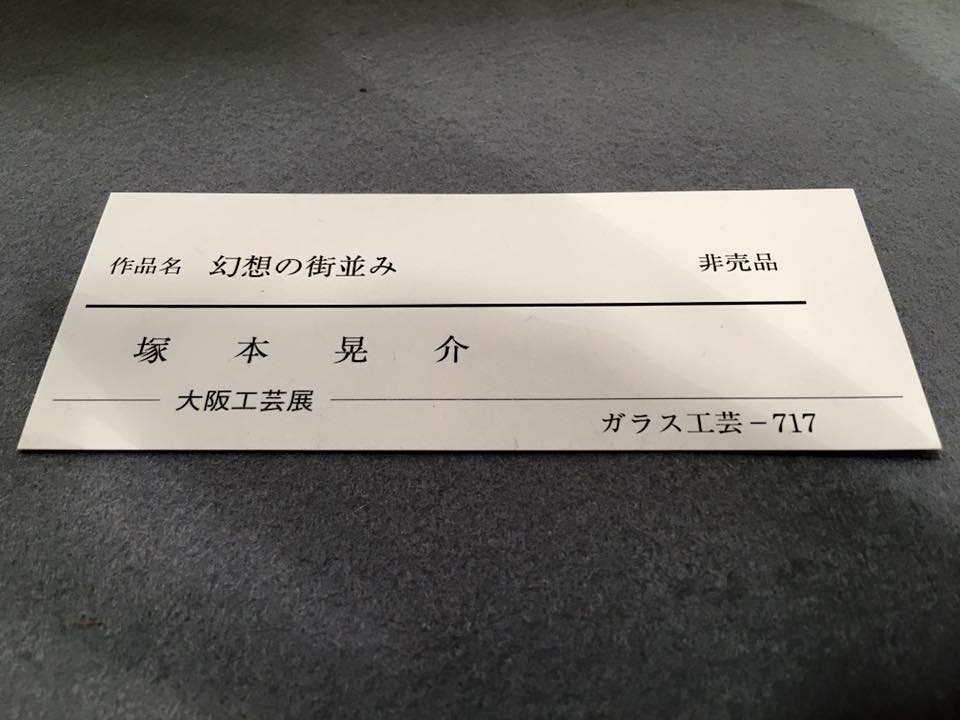 作品名 幻想の街並み 非売品
塚本晃介
大阪工芸展
ガラス工芸－717